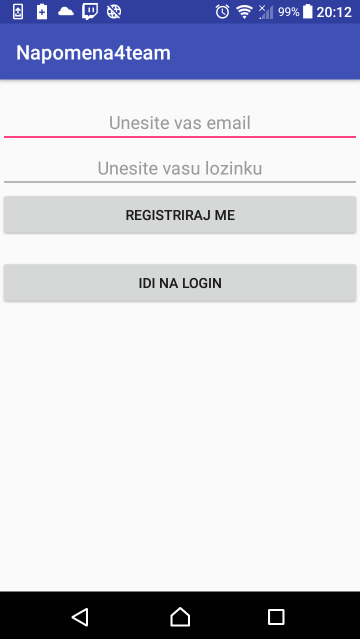 99% 20:12
Napomena4team
Unesite vas email
Unesite vasu lozinku
REGISTRIRAJ ME
IDI NA LOGIN